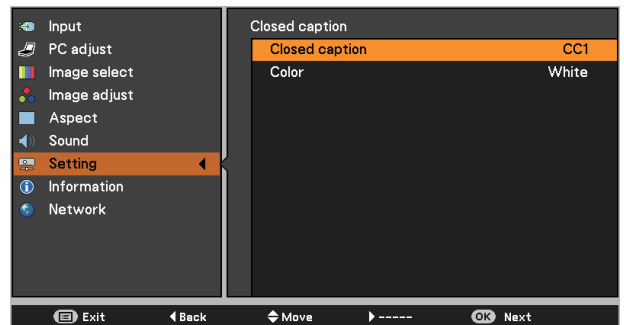 Input
PC adjust
Image select
Image adjust
Aspect
Sound
Setting
Information
Network
Closed caption
Closed caption CC1
Color White
Exit Back Move ----- OK Next